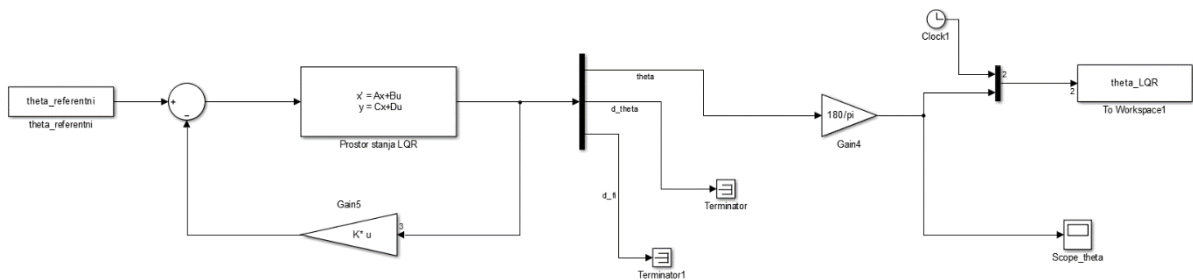 Clock1
theta_referentni
theta_referentni
+
−
x' = Ax+Bu
y = Cx+Du
Prostor stanja LQR
theta
d_theta
d_fi
180/pi
Gain4
2
2
theta_LQR
To Workspace1
Gain5
K* u
3
Terminator
Terminator1
Scope_theta